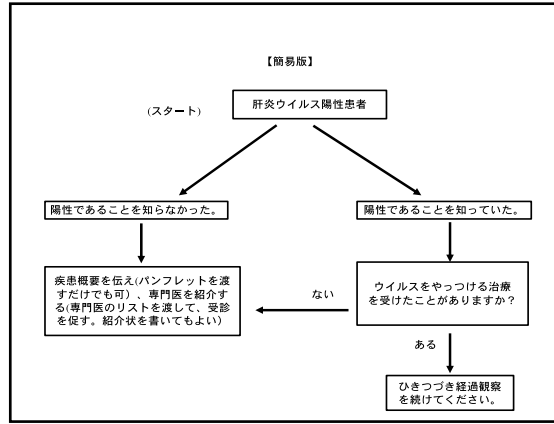 【簡易版】
(スタート)
肝炎ウイルス陽性患者
陽性であることを知らなかった。
陽性であることを知っていた。
疾患概要を伝え(パンフレットを渡
すだけでも可）、専門医を紹介す
る(専門医のリストを渡して、受診
を促す。紹介状を書いてもよい）
ない
ウイルスをやっつける治療
を受けたことがありますか？
ある
ひきつづき経過観察
を続けてください。